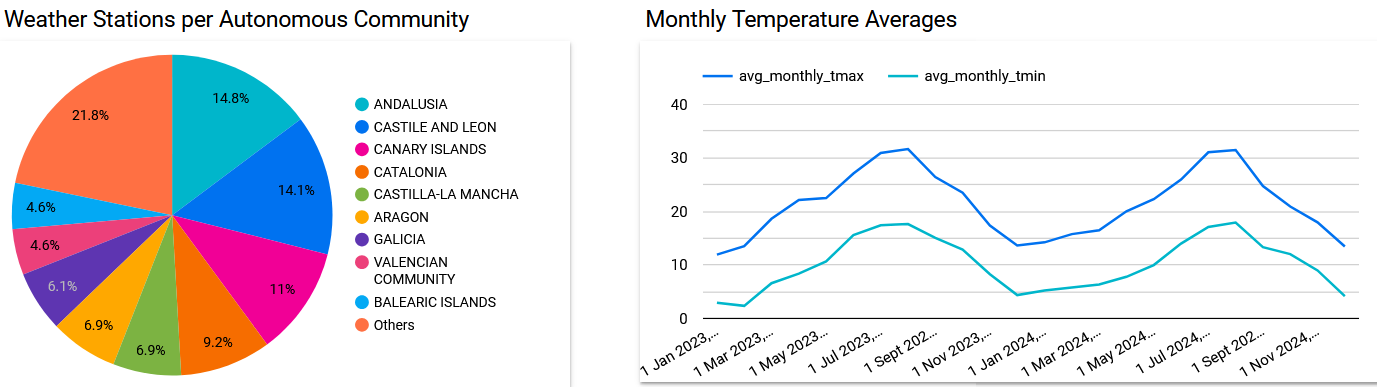 Weather Stations per Autonomous Community
14.8%
14.1%
11%
9.2%
6.9%
6.9%
6.1%
4.6%
4.6%
21.8%
ANDALUSIA
CASTILE AND LEON
CANARY ISLANDS
CATALONIA
CASTILLA-LA MANCHA
ARAGON
GALICIA
VALENCIAN
COMMUNITY
BALEARIC ISLANDS
Others
Monthly Temperature Averages
avg_monthly_tmax
avg_monthly_tmin
40
30
20
10
0
1 Jan 2023,…
1 Mar 2023,…
1 May 2023…
1 Jul 2023,…
1 Sept 202…
1 Nov 2023,…
1 Jan 2024,…
1 Mar 2024,…
1 May 2024…
1 Jul 2024,…
1 Sept 202…
1 Nov 2024,…